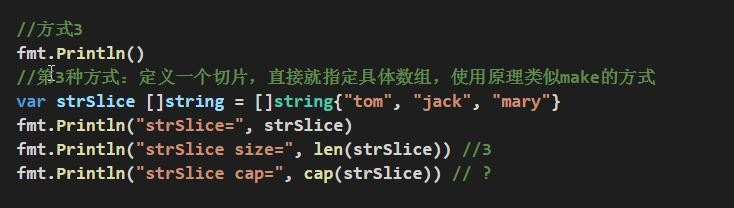 //方式3
fmt.Println()
//第3种方式：定义一个切片，直接就指定具体数组，使用原理类似make的方式
var strSlice []string = []string{"tom", "jack", "mary"}
fmt.Println("strSlice=", strSlice)
fmt.Println("strSlice size=", len(strSlice)) //3
fmt.Println("strSlice cap=", cap(strSlice)) // ?